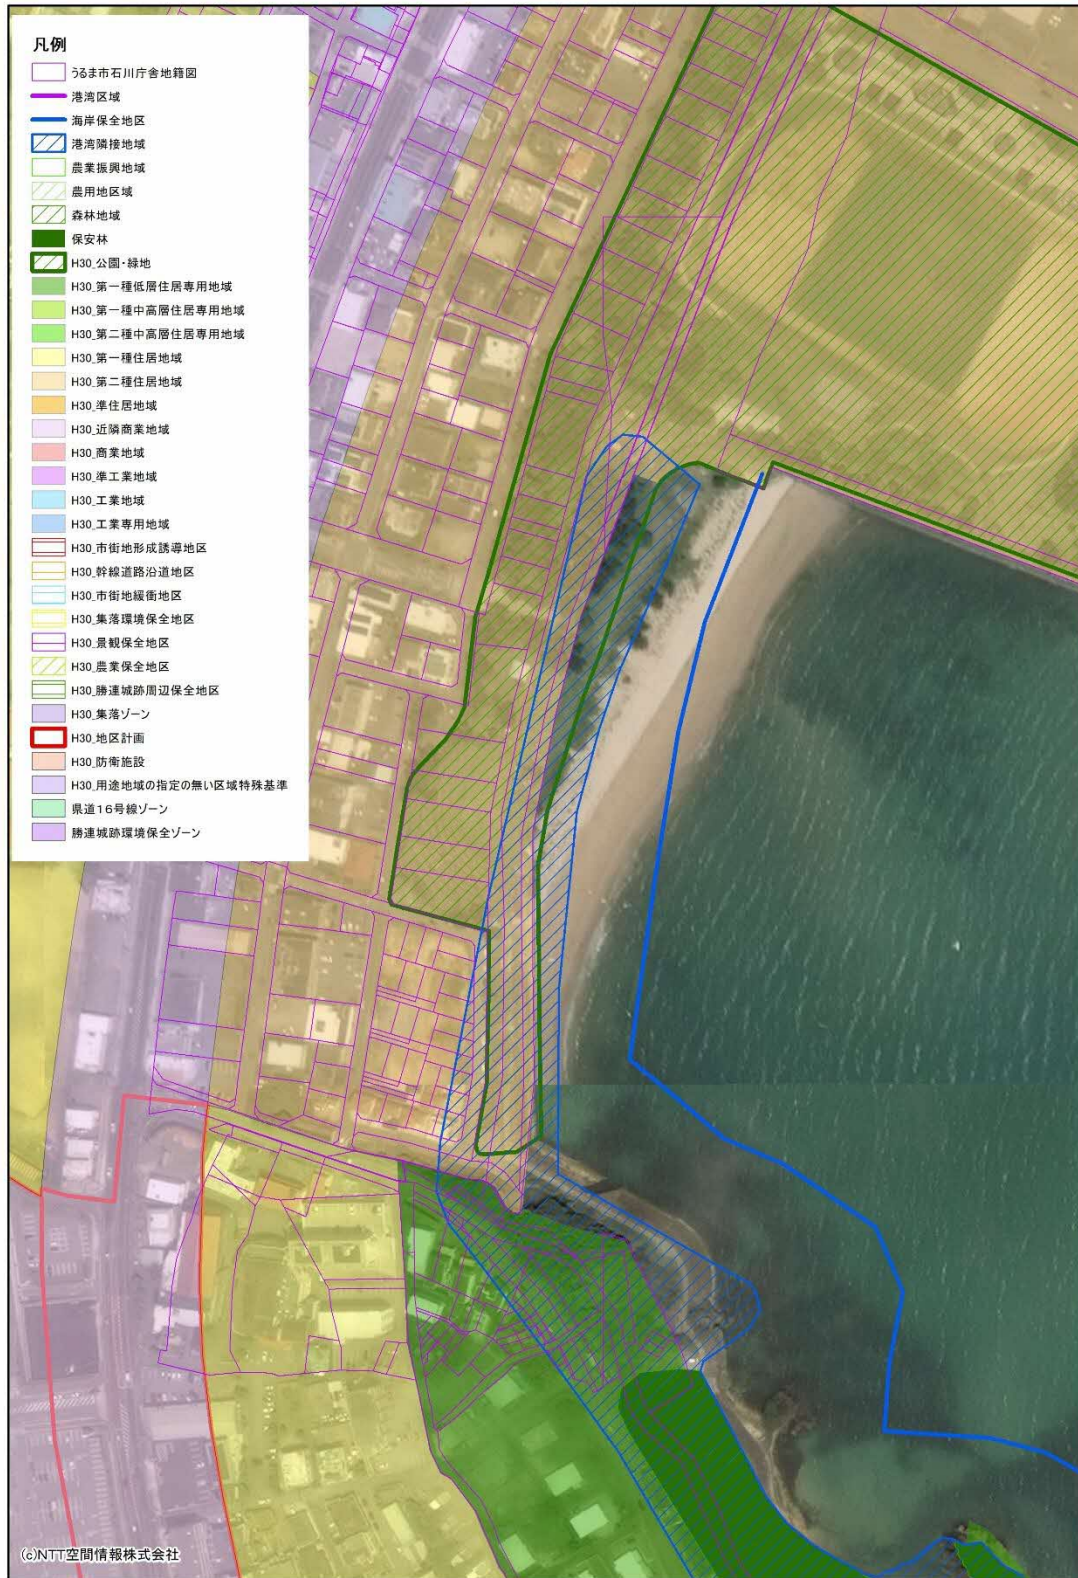 凡例
うるま市石川庁舎地籍図
港湾区域
海岸保全地区
港湾隣接地域
農業振興地域
農用地区域
森林地域
保安林
H30_公園・緑地
H30_第一種低層住居専用地域
H30_第一種中高層住居専用地域
H30_第二種中高層住居専用地域
H30_第一種住居地域
H30_第二種住居地域
H30_準住居地域
H30_近隣商業地域
H30_商業地域
H30_準工業地域
H30_工業地域
H30_工業専用地域
H30_市街地形成誘導地区
H30_幹線道路沿道地区
H30_市街地緩衝地区
H30_集落環境保全地区
H30_景観保全地区
H30_農業保全地区
H30_勝連城跡周辺保全地区
H30_集落ゾーン
H30_地区計画
H30_防衛施設
H30_用途地域の指定の無い区域特殊基準
県道16号線ゾーン
勝連城跡環境保全ゾーン
(c)NTT空間情報株式会社